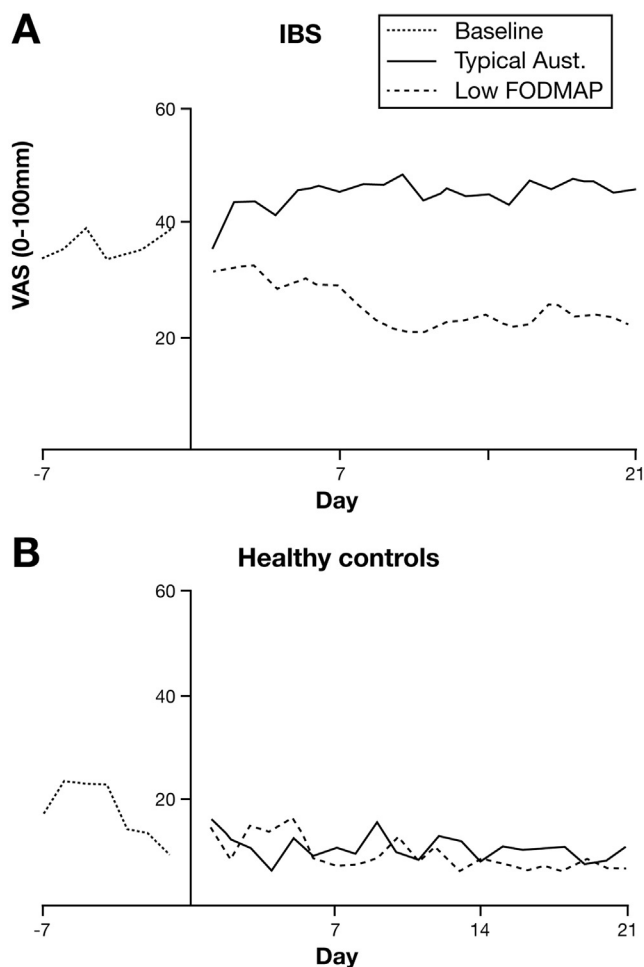 A
IBS
Baseline
Typical Aust.
Low FODMAP
VAS (0-100mm)
60
40
20
-7
7
21
Day
B
Healthy controls
60
40
20
-7
7
14
21
Day